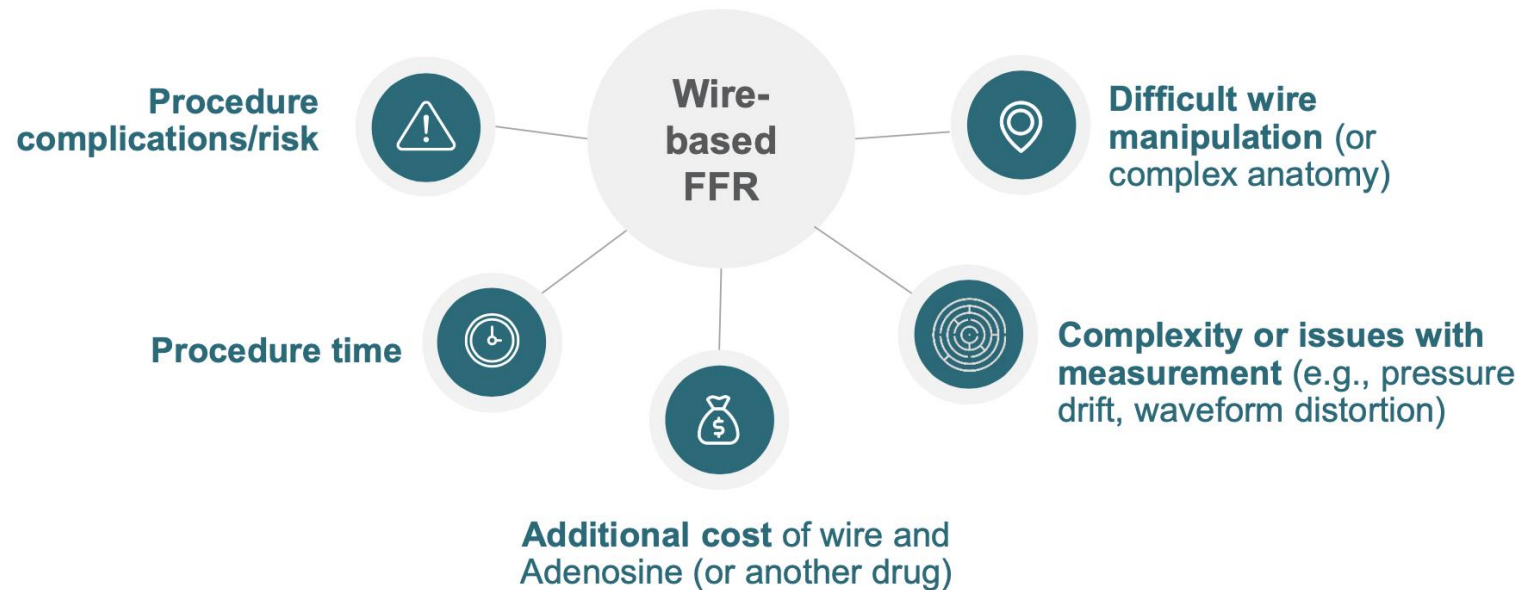 Wire-
based
FFR
Procedure
complications/risk
Difficult wire
manipulation (or
complex anatomy)
Procedure time
Complexity or issues with
measurement (e.g., pressure
drift, waveform distortion)
$
Additional cost of wire and
Adenosine (or another drug)